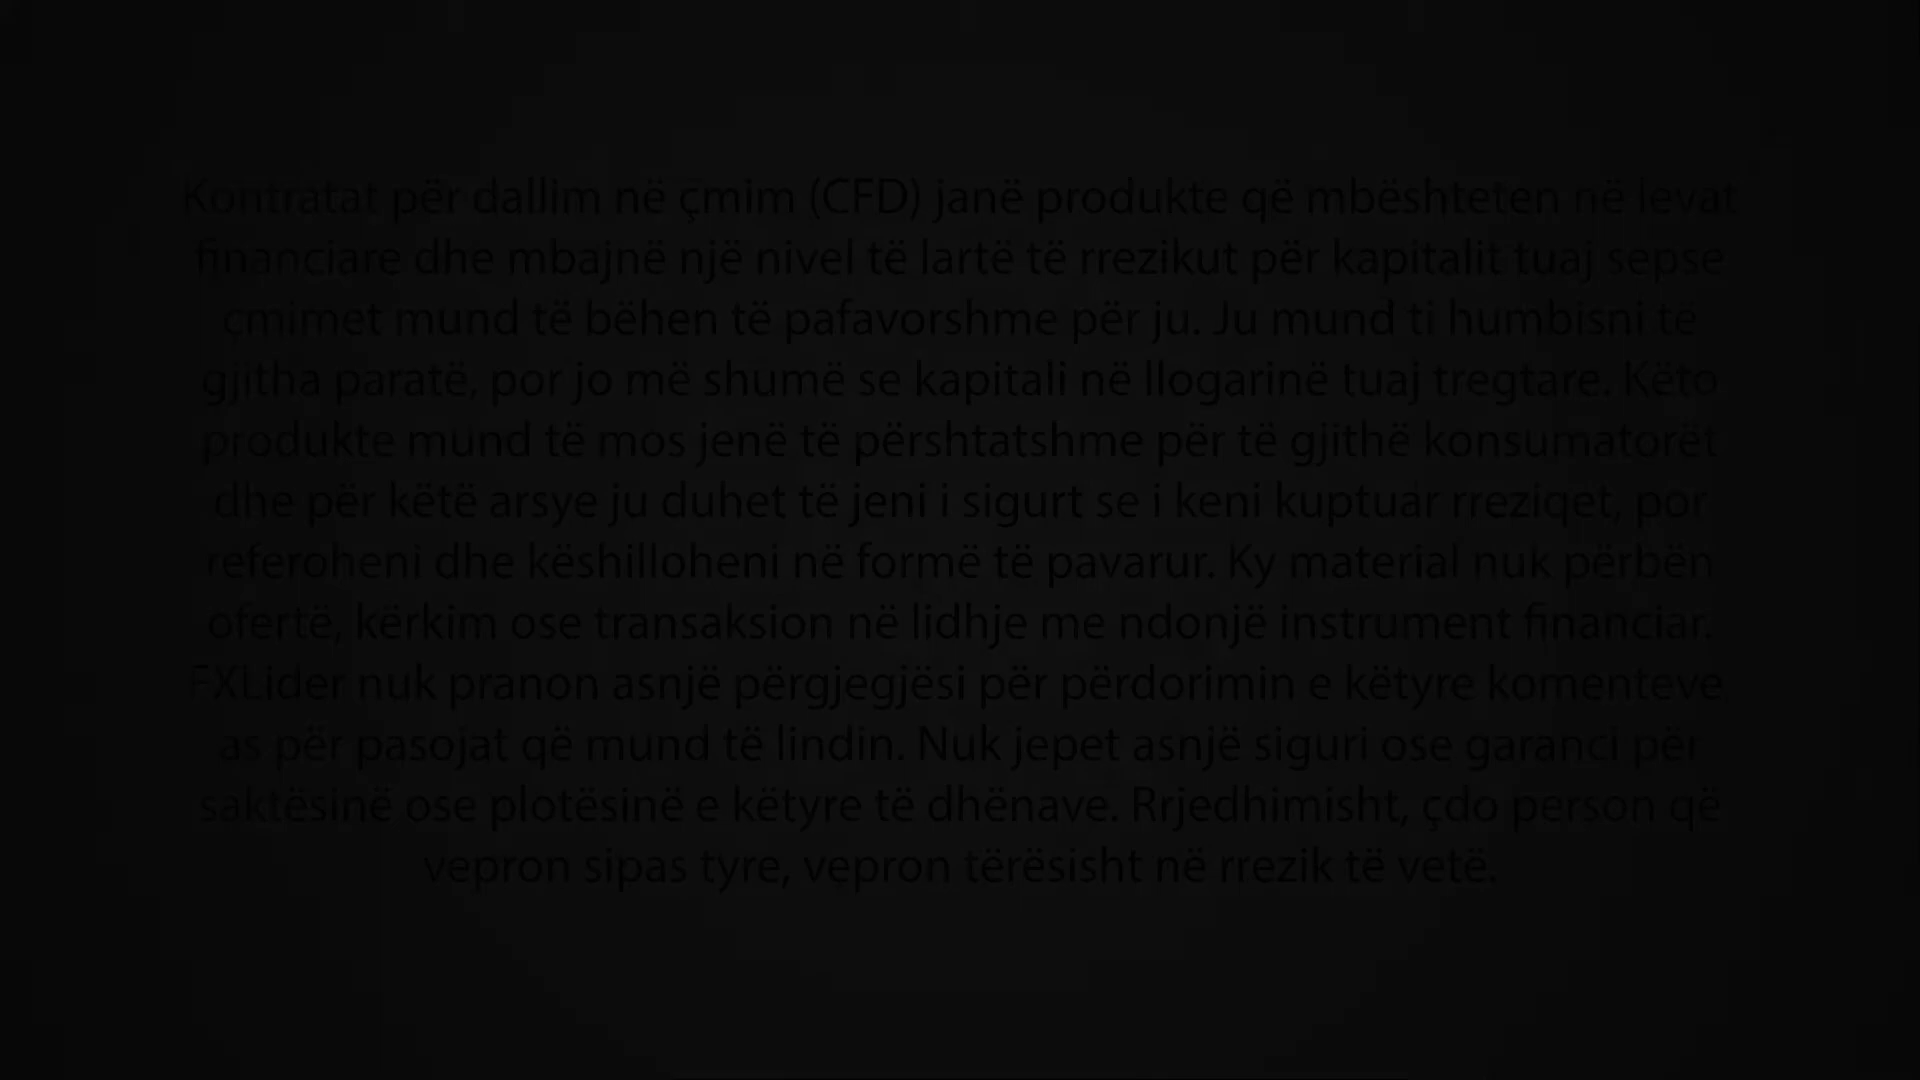 Kontratat për dallim në çmim (CFD) janë produkte që mbështeten në levat
financiare dhe mbajnë një nivel të lartë të rrezikut për kapitalit tuaj sepse
çmimet mund të bëhen të pafavorshme për ju. Ju mund ti humbisni të
gjitha paratë, por jo më shumë se kapitali në llogarinë tuaj tregtare. Këto
produkte mund të mos jenë të përshtatshme për të gjithë konsumatorët
dhe për këtë arsye ju duhet të jeni i sigurt se i keni kuptuar rreziqet, por
referoheni dhe këshilloheni në formë të pavarur. Ky material nuk përbën
ofertë, kërkim ose transaksion në lidhje me ndonjë instrument financiar.
FXLider nuk pranon asnjë përgjegjësi për përdorimin e këtyre komenteve
as për pasojat që mund të lindin. Nuk jepet asnjë siguri ose garanci për
saktësinë ose plotësinë e këtyre të dhënave. Rrjedhimisht, çdo person që
vepron sipas tyre, vepron tërësisht në rrezik të vetë.